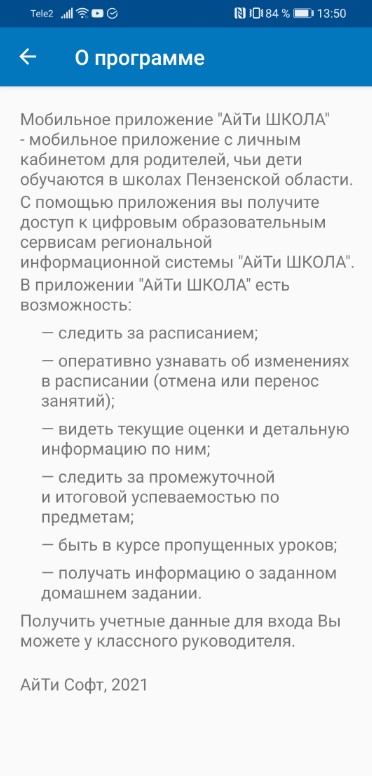 Tele2 84 % 13:50
О программе
Мобильное приложение "АйТи ШКОЛА"
- мобильное приложение с личным
кабинетом для родителей, чьи дети
обучаются в школах Пензенской области.
С помощью приложения вы получите
доступ к цифровым образовательным
сервисам региональной
информационной системы "АйТи ШКОЛА".
В приложении "АйТи ШКОЛА" есть
возможность:
— следить за расписанием;
— оперативно узнавать об изменениях
в расписании (отмена или перенос
занятий);
— видеть текущие оценки и детальную
информацию по ним;
— следить за промежуточной
и итоговой успеваемостью по
предметам;
— быть в курсе пропущенных уроков;
— получать информацию о заданном
домашнем задании.
Получить учетные данные для входа Вы
можете у классного руководителя.
АйТи Софт, 2021